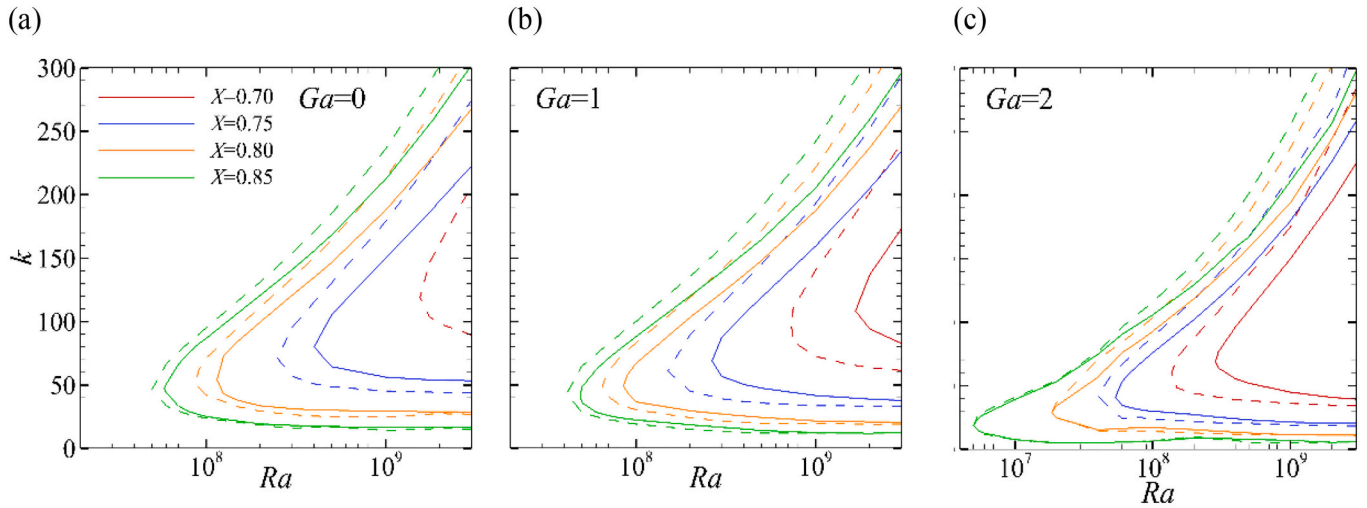 (a)
(b)
(c)
300
250
200
150
100
50
0
k
X=0.70
X=0.75
X=0.80
X=0.85
Ga=0
10⁸
10⁹
Ra
Ga=1
10⁸
10⁹
Ra
Ga=2
10⁷
10⁸
10⁹
Ra